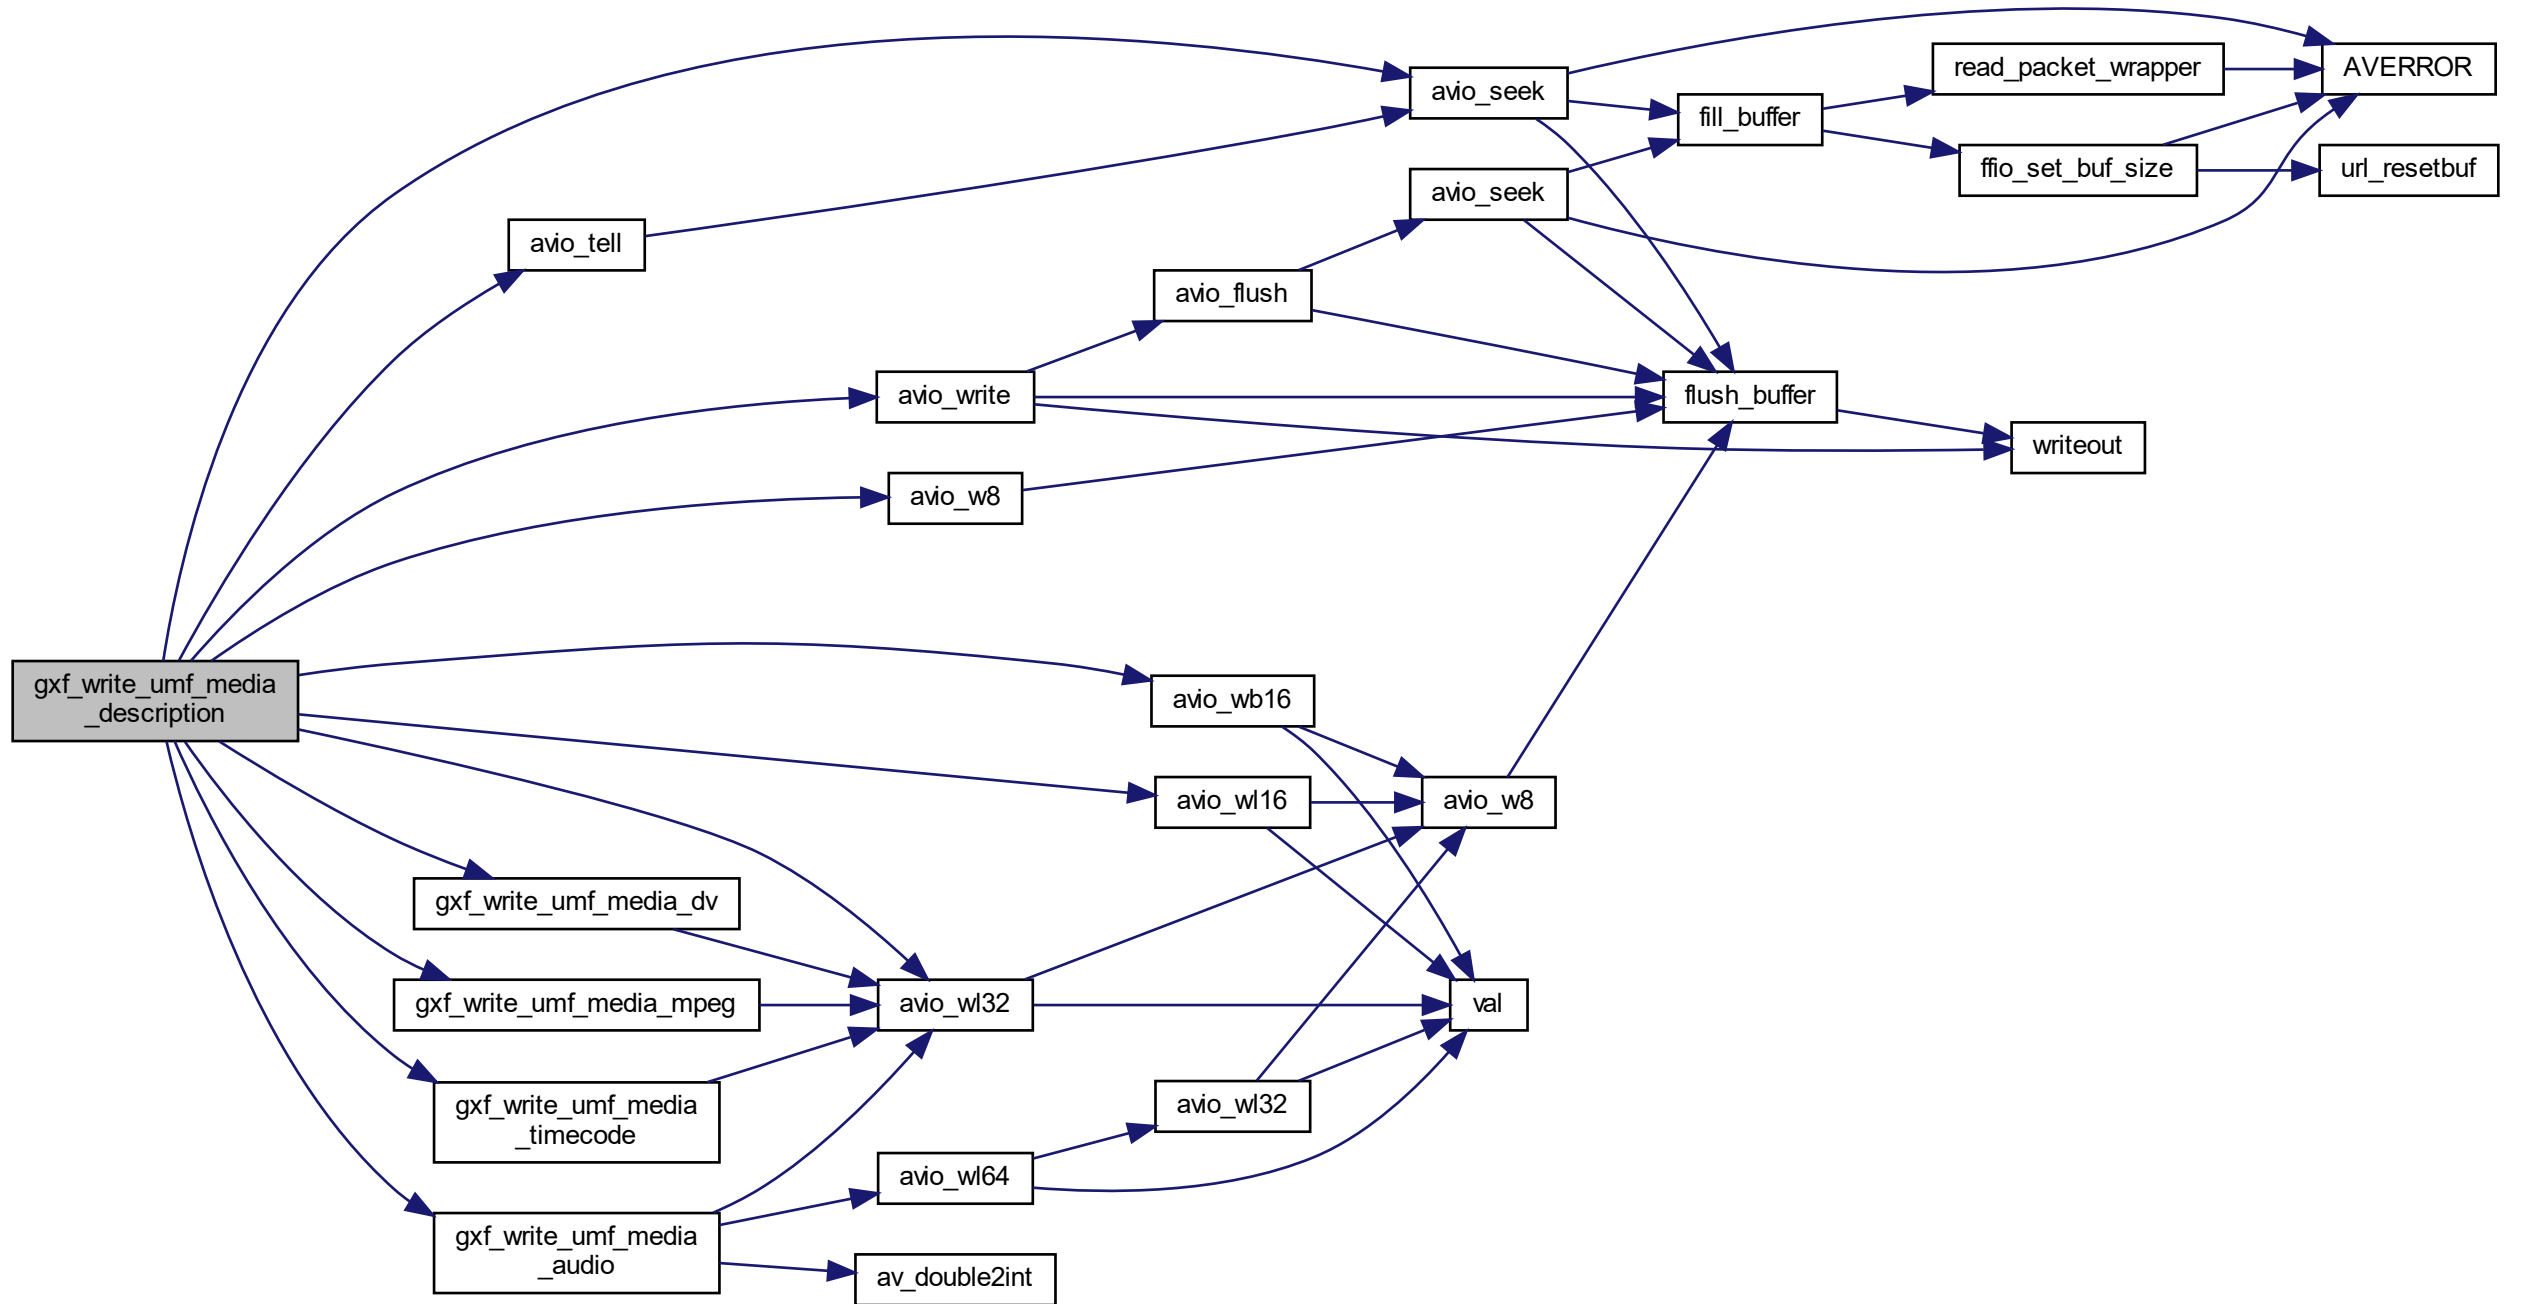 gxf_write_umf_media
_description
avio_tell
avio_write
avio_w8
gxf_write_umf_media_dv
gxf_write_umf_media_mpeg
gxf_write_umf_media
_timecode
gxf_write_umf_media
_audio
avio_wl32
avio_wl64
av_double2int
avio_flush
avio_wb16
avio_wl16
avio_wl32
avio_seek
avio_seek
avio_w8
val
fill_buffer
flush_buffer
read_packet_wrapper
ffio_set_buf_size
writeout
AVERROR
url_resetbuf